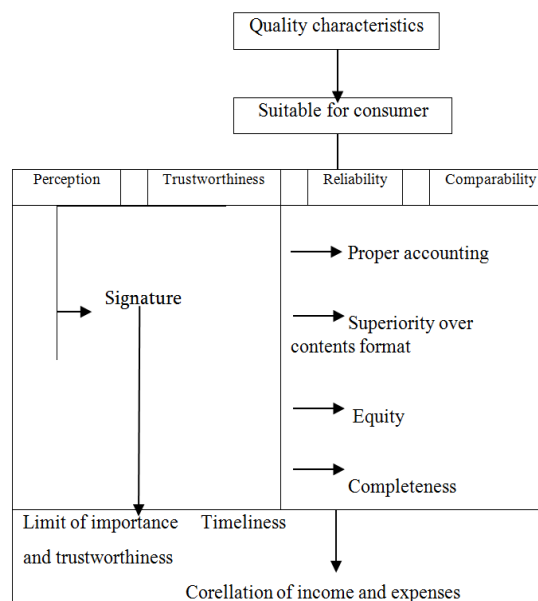 Quality characteristics
Suitable for consumer
Perception Trustworthiness Reliability Comparability
Proper accounting
Signature
Superiority over
contents format
Equity
Completeness
Limit of importance Timeliness
and trustworthiness
Corellation of income and expenses